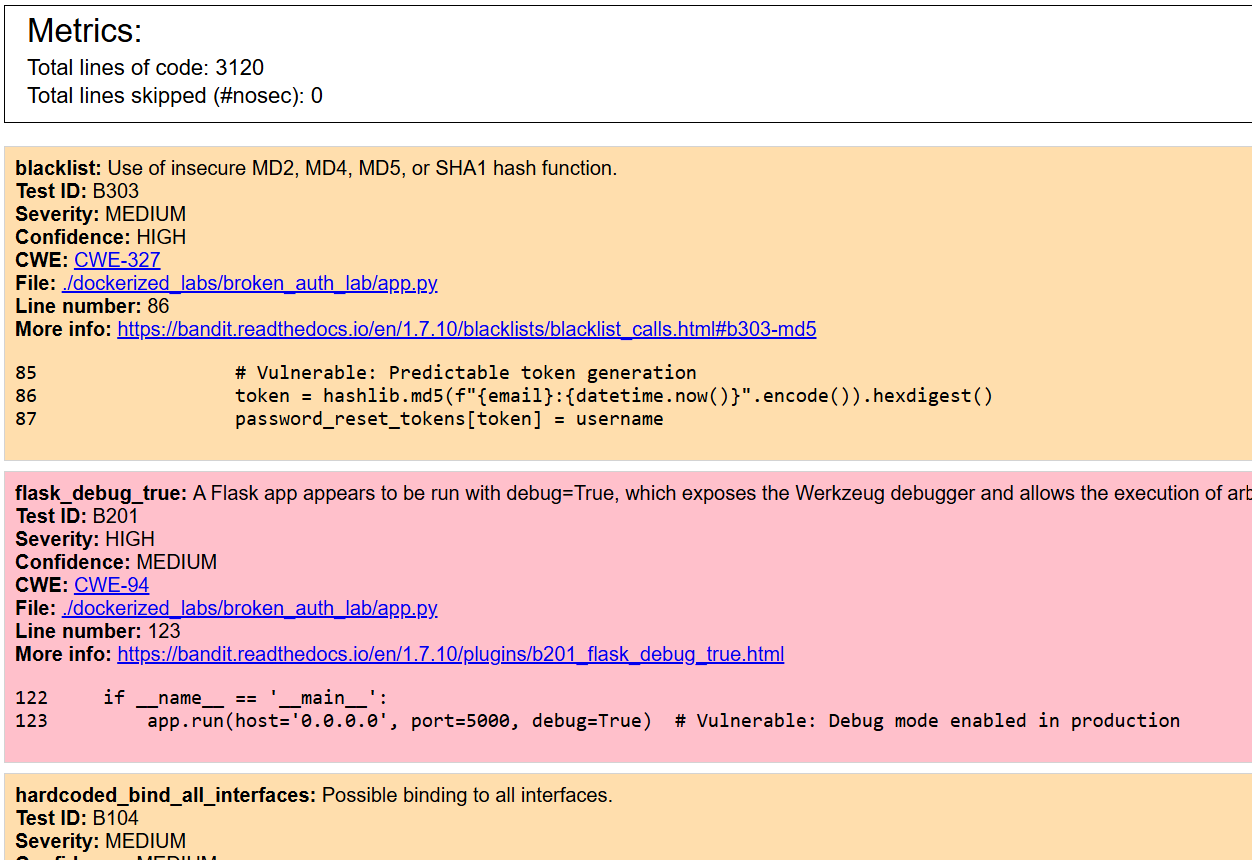 Metrics:
Total lines of code: 3120
Total lines skipped (#nosec): 0
blacklist: Use of insecure MD2, MD4, MD5, or SHA1 hash function.
Test ID: B303
Severity: MEDIUM
Confidence: HIGH
CWE: CWE-327
File: ./dockerized_labs/broken_auth_lab/app.py
Line number: 86
More info: https://bandit.readthedocs.io/en/1.7.10/blacklists/blacklist_calls.html#b303-md5
85 # Vulnerable: Predictable token generation
86 token = hashlib.md5(f"{email}:{datetime.now()}".encode()).hexdigest()
87 password_reset_tokens[token] = username
flask_debug_true: A Flask app appears to be run with debug=True, which exposes the Werkzeug debugger and allows the execution of arb
Test ID: B201
Severity: HIGH
Confidence: MEDIUM
CWE: CWE-94
File: ./dockerized_labs/broken_auth_lab/app.py
Line number: 123
More info: https://bandit.readthedocs.io/en/1.7.10/plugins/b201_flask_debug_true.html
122 if __name__ == '__main__':
123 app.run(host='0.0.0.0', port=5000, debug=True) # Vulnerable: Debug mode enabled in production
hardcoded_bind_all_interfaces: Possible binding to all interfaces.
Test ID: B104
Severity: MEDIUM
Confidence: MEDIUM